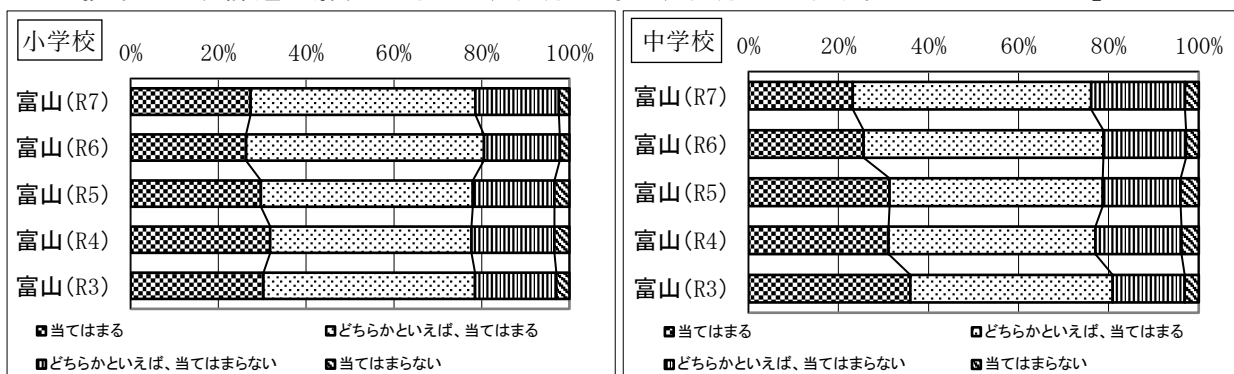 小学校
0% 20% 40% 60% 80% 100%
富山(R7)
富山(R6)
富山(R5)
富山(R4)
富山(R3)
当てはまる
どちらかといえば、当てはまる
どちらかといえば、当てはまらない
当てはまらない
中学校
0% 20% 40% 60% 80% 100%
富山(R7)
富山(R6)
富山(R5)
富山(R4)
富山(R3)
当てはまる
どちらかといえば、当てはまる
どちらかといえば、当てはまらない
当てはまらない